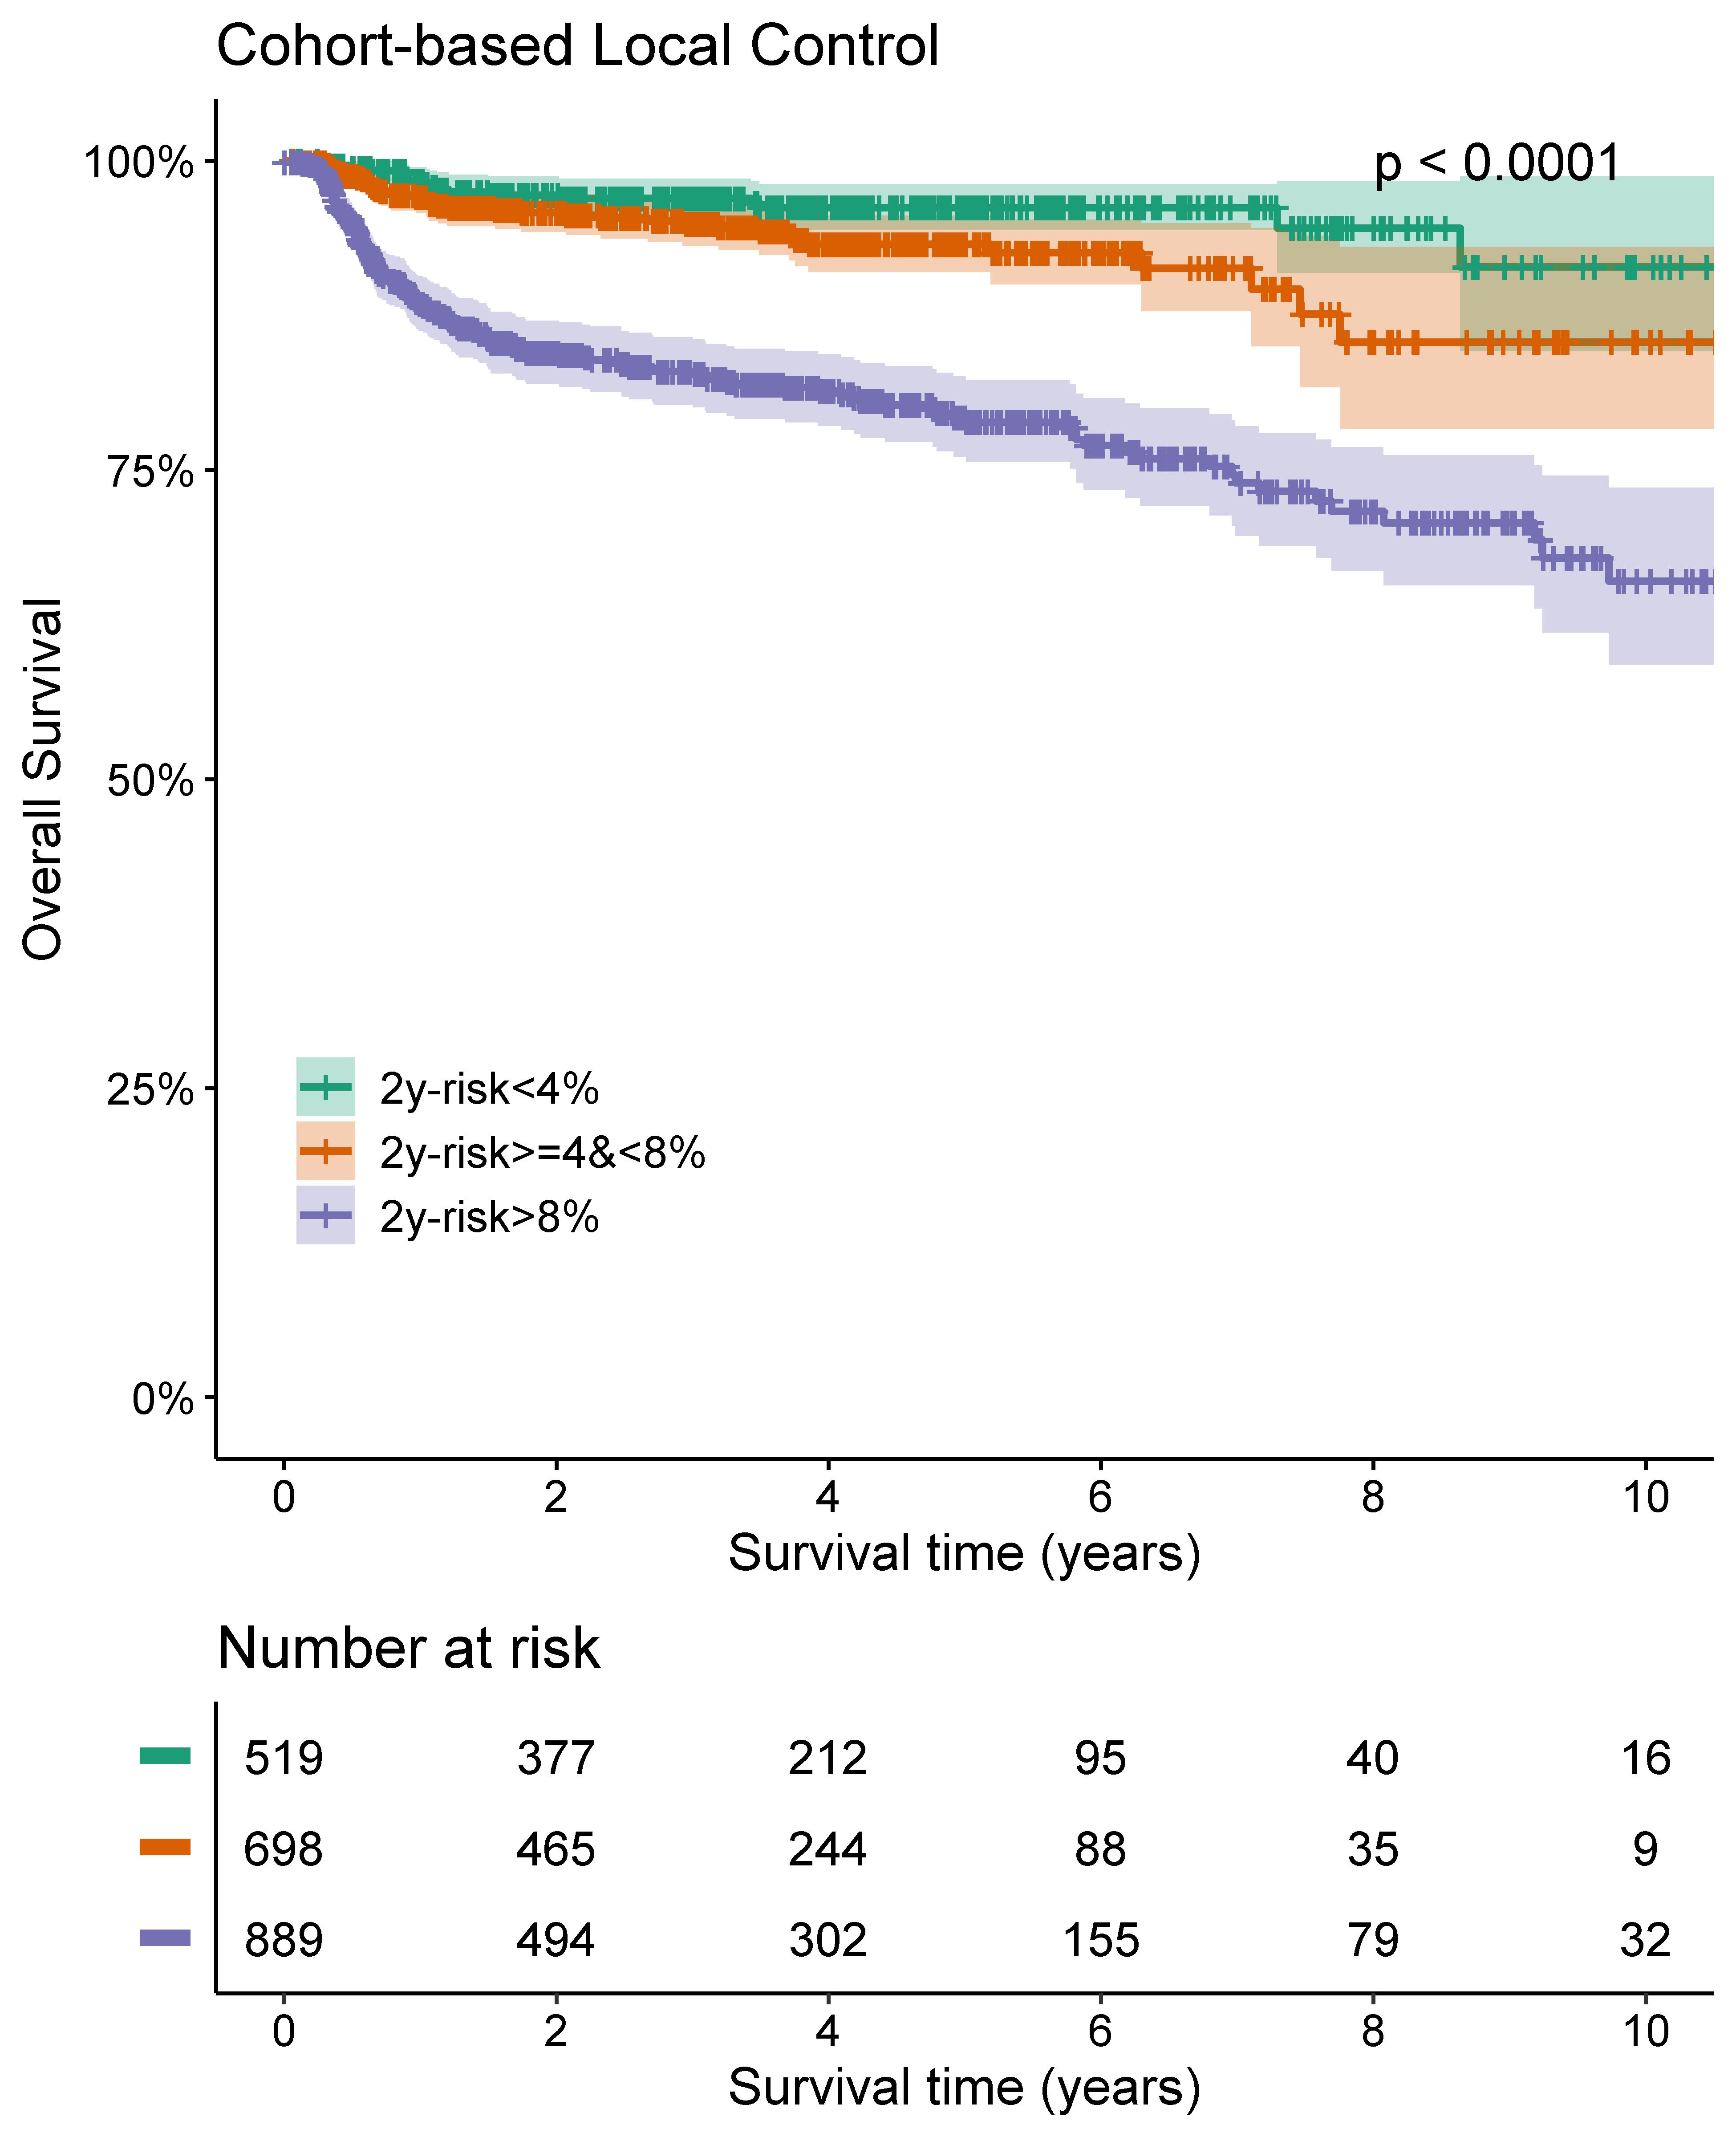 Cohort-based Local Control
100%
p < 0.0001
75%
50%
25%
0%
Overall Survival
2y-risk<4%
2y-risk>=4&<8%
2y-risk>8%
0 2 4 6 8 10
Survival time (years)
Number at risk
519 377 212 95 40 16
698 465 244 88 35 9
889 494 302 155 79 32
0 2 4 6 8 10
Survival time (years)